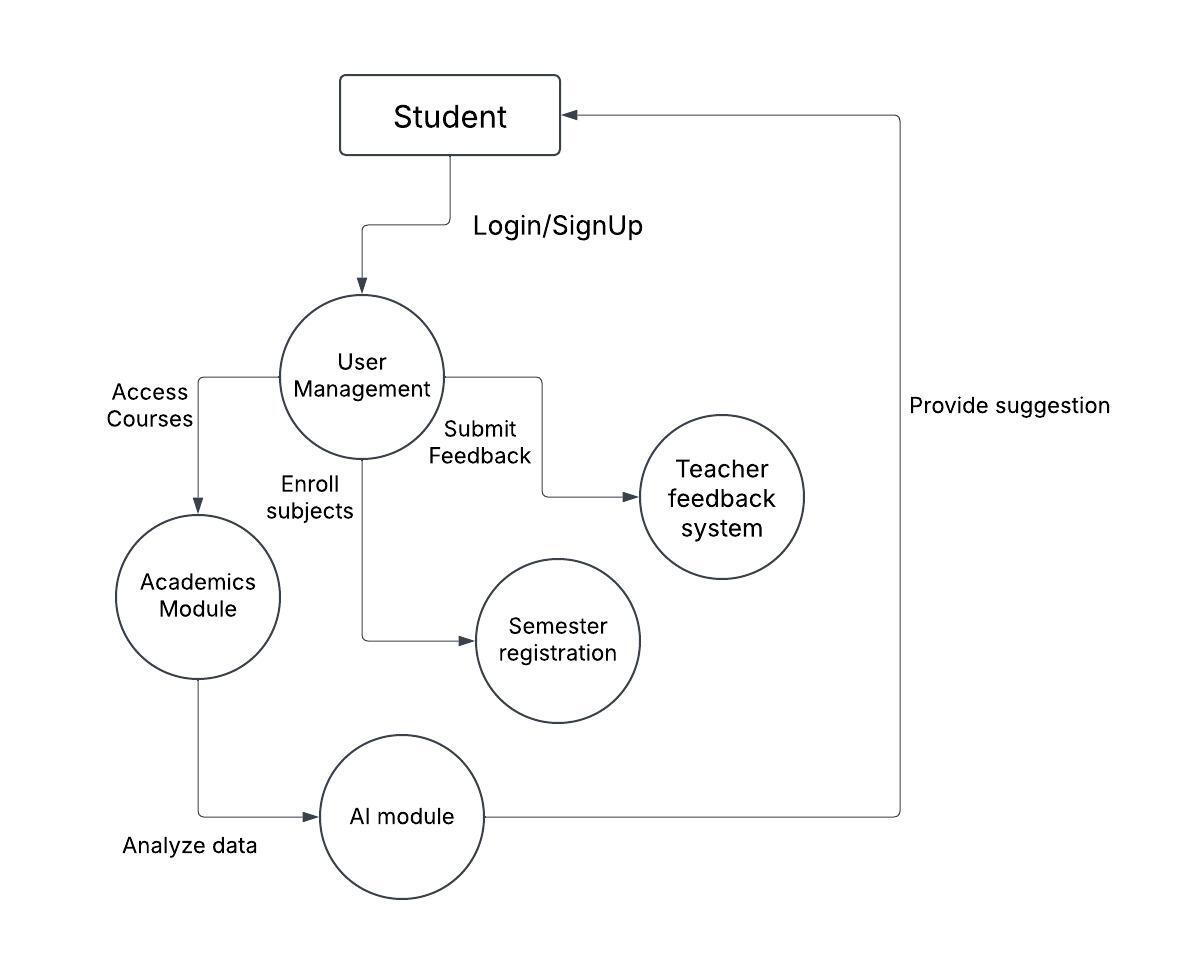 Student
Login/SignUp
User
Management
Access
Courses
Submit
Feedback
Provide suggestion
Enroll
subjects
Teacher
feedback
system
Academics
Module
Semester
registration
AI module
Analyze data